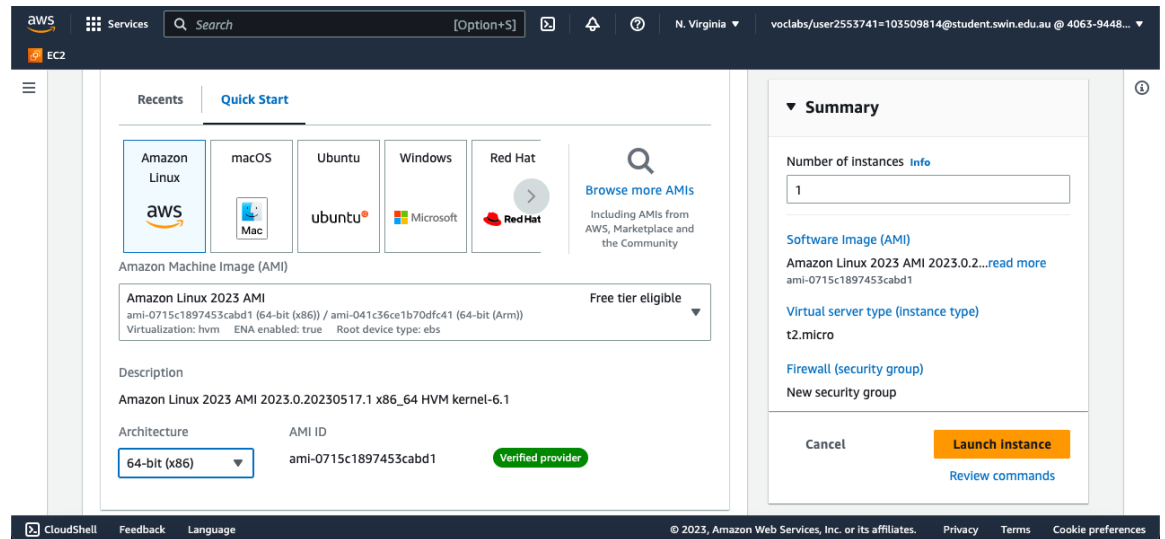 aws
Services
Search
[Option+S]
N. Virginia
voclabs/user2553741=103509814@student.swin.edu.au @ 4063-9448...
EC2
Recents
Quick Start
Amazon
Linux
aws
macOS
Mac
Ubuntu
ubuntu
Windows
Microsoft
Red Hat
Red Hat
Browse more AMIs
Including AMIs from
AWS, Marketplace and
the Community
Amazon Machine Image (AMI)
Amazon Linux 2023 AMI
Free tier eligible
ami-0715c1897453cabd1 (64-bit (x86)) / ami-041c36ce1b70dfc41 (64-bit (Arm))
Virtualization: hvm ENA enabled: true Root device type: ebs
Description
Amazon Linux 2023 AMI 2023.0.20230517.1 x86_64 HVM kernel-6.1
Architecture
AMI ID
64-bit (x86)
ami-0715c1897453cabd1
Verified provider
Summary
Number of instances Info
1
Software Image (AMI)
Amazon Linux 2023 AMI 2023.0.2...read more
ami-0715c1897453cabd1
Virtual server type (instance type)
t2.micro
Firewall (security group)
New security group
Cancel
Launch instance
Review commands
CloudShell
Feedback
Language
© 2023, Amazon Web Services, Inc. or its affiliates.
Privacy
Terms
Cookie preferences